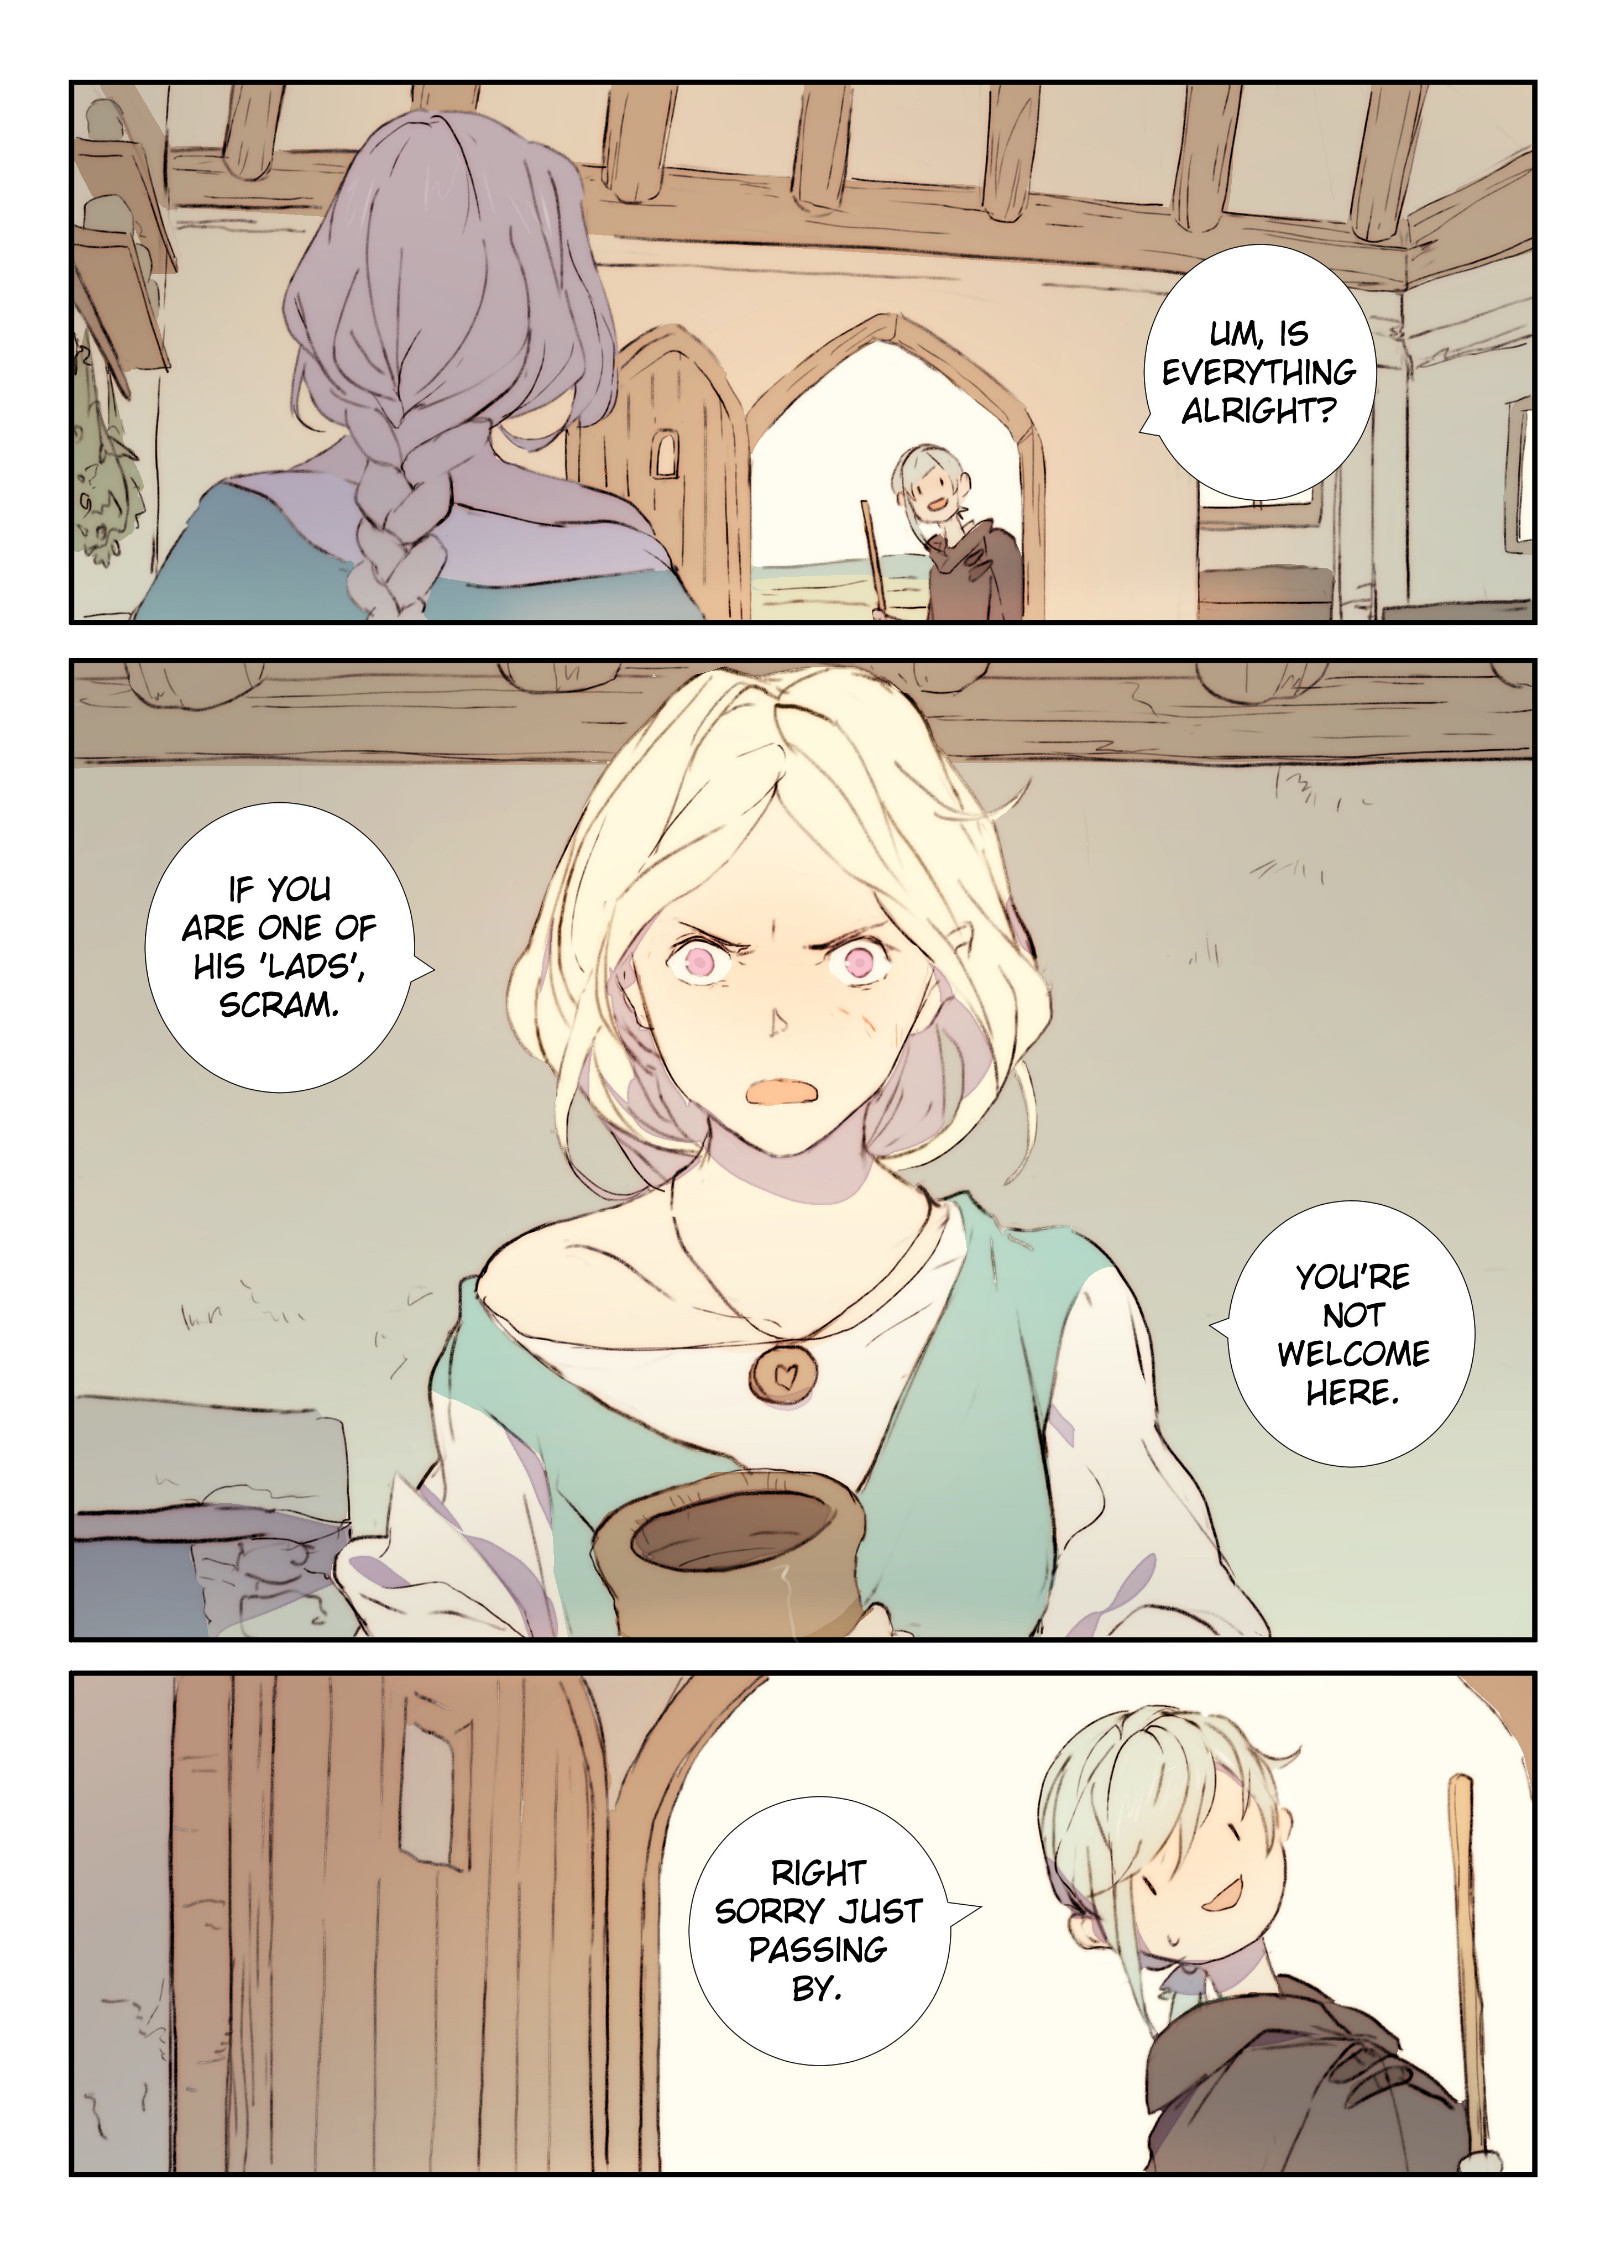 UM, IS
EVERYTHING
ALRIGHT?
IF YOU
ARE ONE OF
HIS 'LADS',
SCRAM.
YOU'RE
NOT
WELCOME
HERE.
RIGHT
SORRY JUST
PASSING
BY.